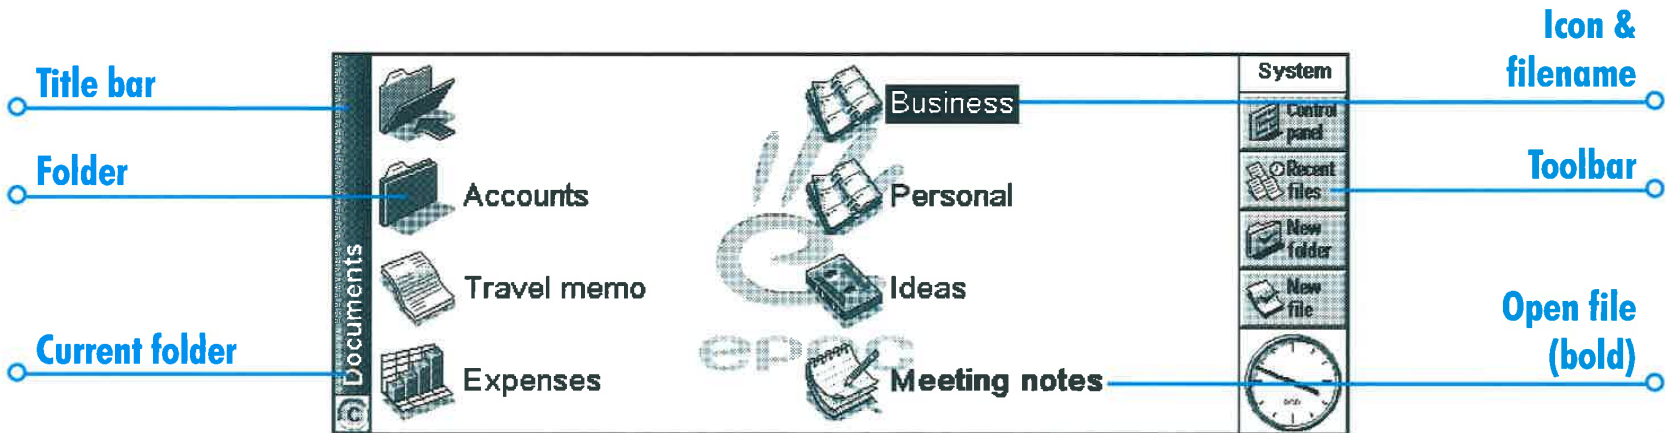 Title bar
Folder
Current folder
Documents
Accounts
Travel memo
Expenses
Business
Personal
Ideas
Meeting notes
epoc
System
Control
panel
Recent
files
New
folder
New
file
Icon &
filename
Toolbar
Open file
(bold)